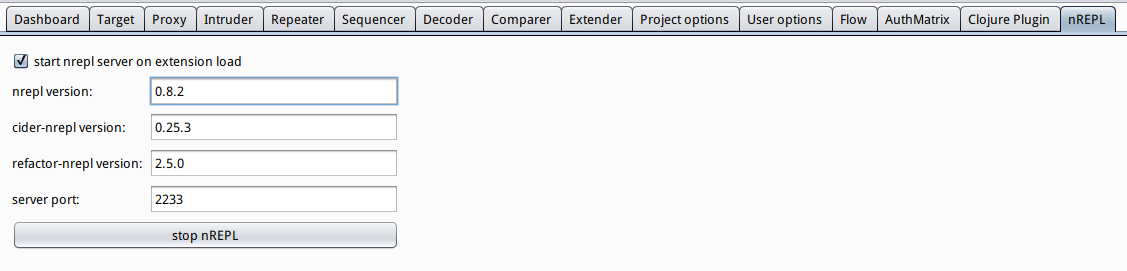 Dashboard Target Proxy Intruder Repeater Sequencer Decoder Comparer Extender Project options User options Flow AuthMatrix Clojure Plugin nREPL
start nrepl server on extension load
nrepl version: 0.8.2
cider-nrepl version: 0.25.3
refactor-nrepl version: 2.5.0
server port: 2233
stop nREPL